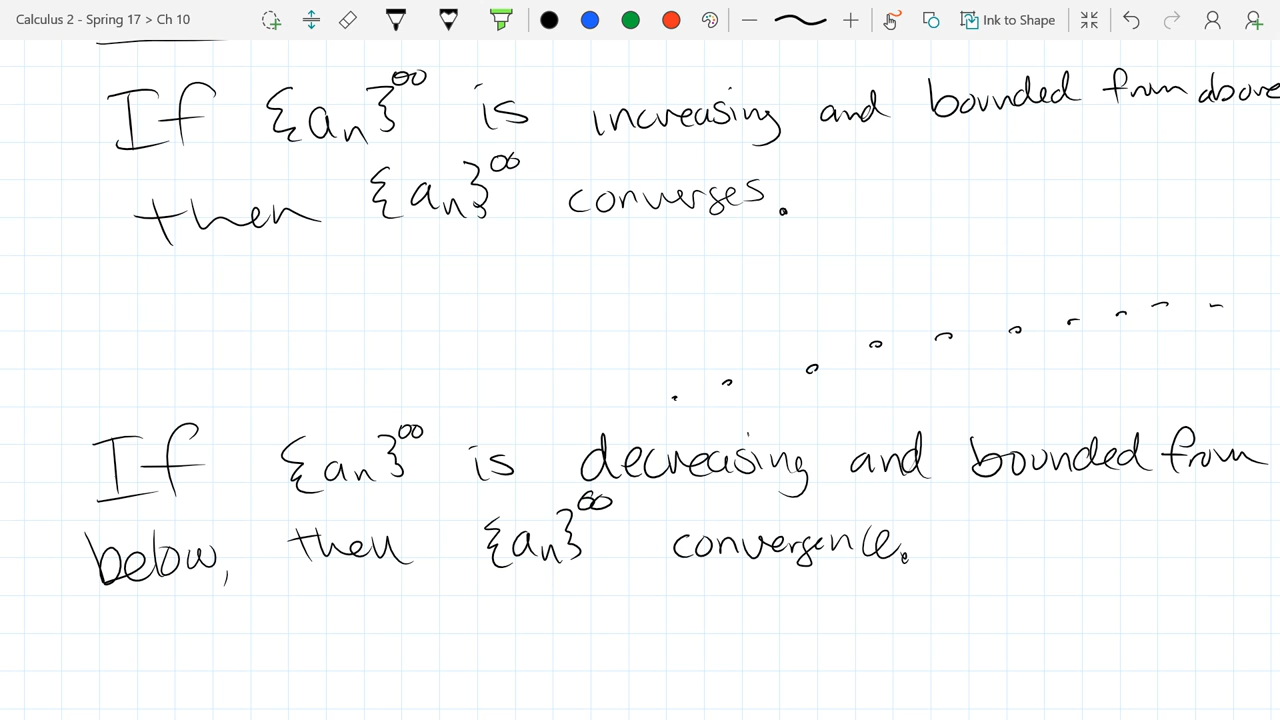 Calculus 2 - Spring 17 > Ch 10
Ink to Shape
If {aₙ}^∞ is increasing and bounded from above
then {aₙ}^∞ converges.
If {aₙ}^∞ is decreasing and bounded from
below, then {aₙ}^∞ convergence.